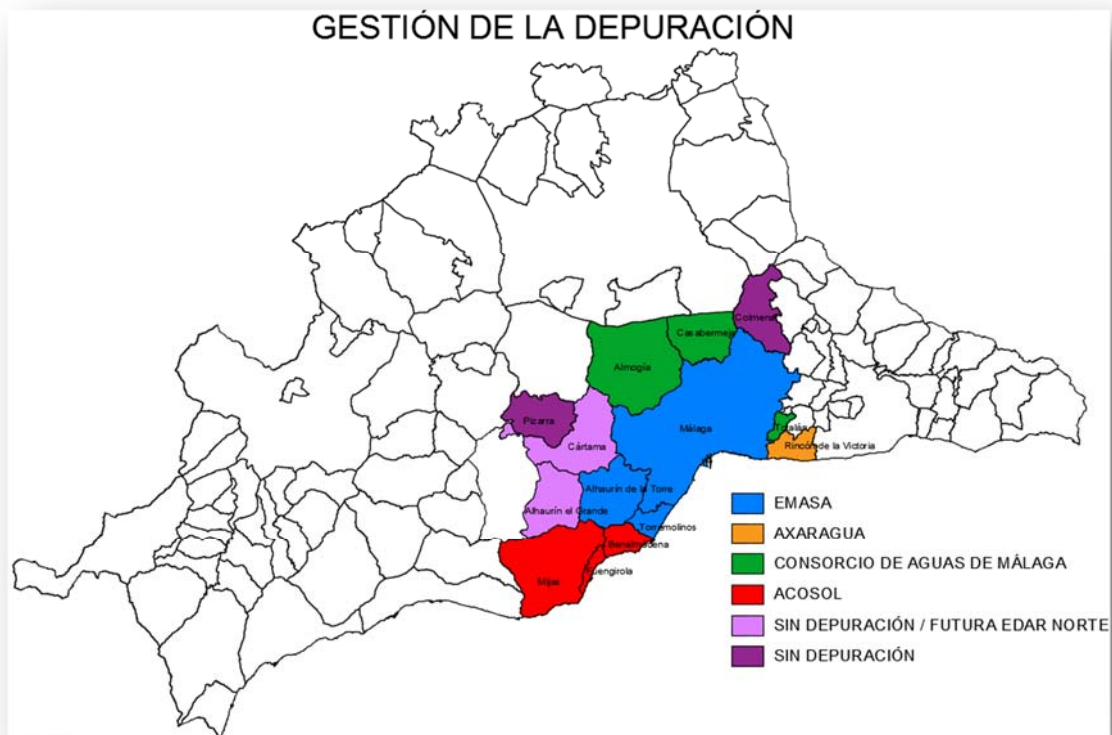 GESTIÓN DE LA DEPURACIÓN
Colmenar
Casabermeja
Almogía
Pizarra
Málaga
Totalán
Cártama
Rincón de la Victoria
Alhaurín de la Torre
Alhaurín el Grande
Torremolinos
Benalmádena
Fuengirola
Mijas
EMASA
AXARAGUA
CONSORCIO DE AGUAS DE MÁLAGA
ACOSOL
SIN DEPURACIÓN / FUTURA EDAR NORTE
SIN DEPURACIÓN